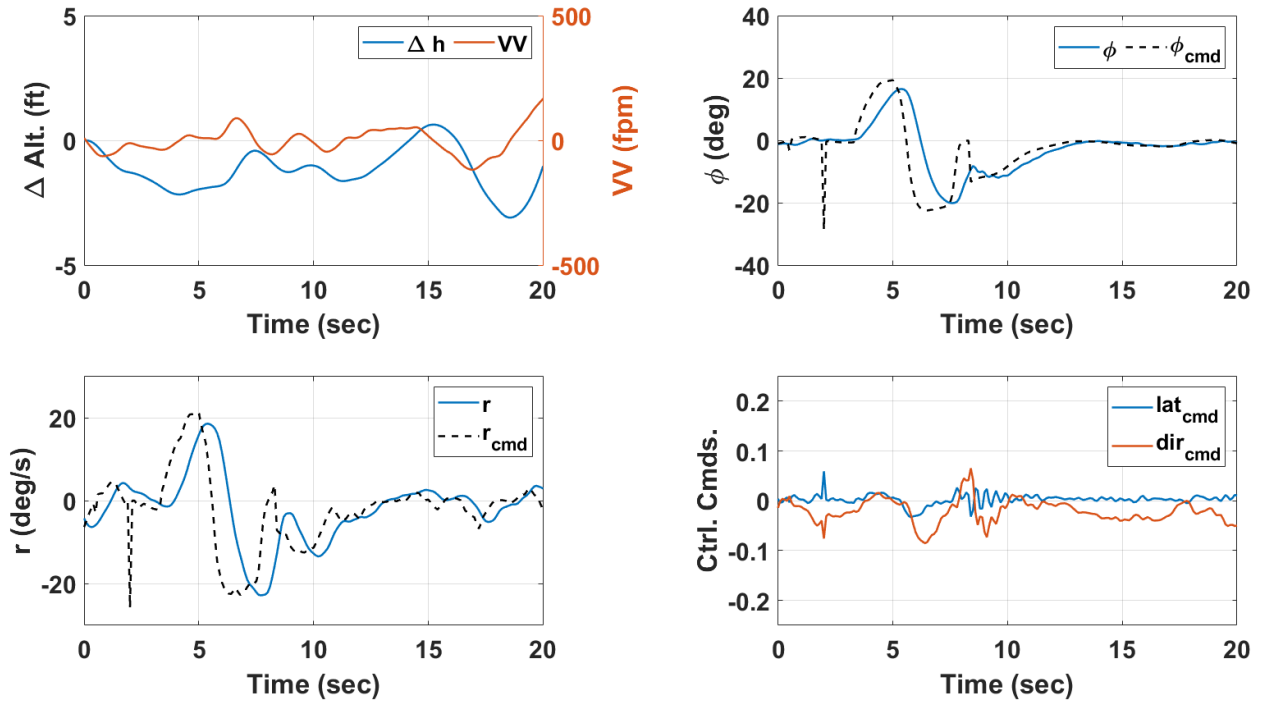 5
0
-5
Δ Alt. (ft)
500
0
-500
VV (fpm)
Δ h VV
0 5 10 15 20
Time (sec)
40
20
0
-20
-40
ϕ (deg)
ϕ ϕcmd
0 5 10 15 20
Time (sec)
20
0
-20
r (deg/s)
r
rcmd
0 5 10 15 20
Time (sec)
0.2
0.1
0
-0.1
-0.2
Ctrl. Cmds.
latcmd
dircmd
0 5 10 15 20
Time (sec)